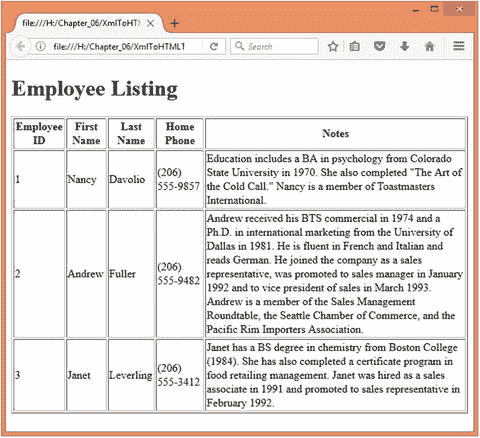 file:///H:/Chapter_06/XmlToHTM
file:///H:/Chapter_06/XmlToHTMLT
Search
Employee Listing
Employee ID First Name Last Name Home Phone Notes
1 Nancy Davolio (206) 555-9857 Education includes a BA in psychology from Colorado
State University in 1970. She also completed "The Art of
the Cold Call." Nancy is a member of Toastmasters
International.
2 Andrew Fuller (206) 555-9482 Andrew received his BTS commercial in 1974 and a
Ph.D. in international marketing from the University of
Dallas in 1981. He is fluent in French and Italian and
reads German. He joined the company as a sales
representative, was promoted to sales manager in January
1992 and to vice president of sales in March 1993.
Andrew is a member of the Sales Management
Roundtable, the Seattle Chamber of Commerce, and the
Pacific Rim Importers Association.
3 Janet Leverling (206) 555-3412 Janet has a BS degree in chemistry from Boston College
(1984). She has also completed a certificate program in
food retailing management. Janet was hired as a sales
associate in 1991 and promoted to sales representative in
February 1992.